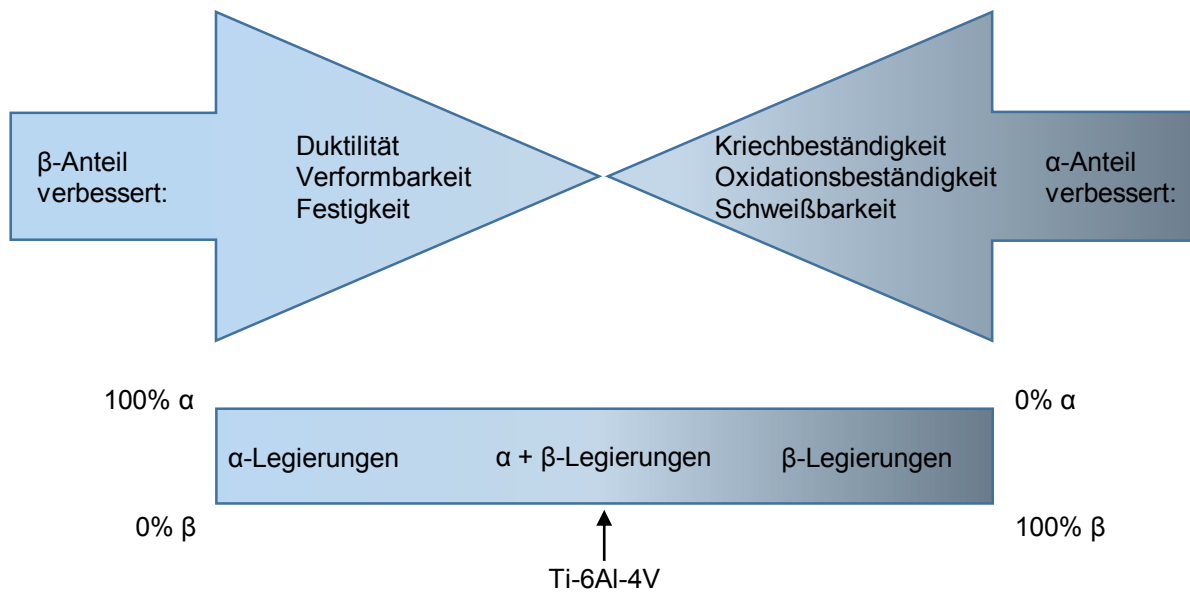 β-Anteil
verbessert:
Duktilität
Verformbarkeit
Festigkeit
Kriechbeständigkeit
Oxidationsbeständigkeit
Schweißbarkeit
α-Anteil
verbessert:
100% α
0% α
α-Legierungen
α + β-Legierungen
β-Legierungen
0% β
100% β
Ti-6Al-4V